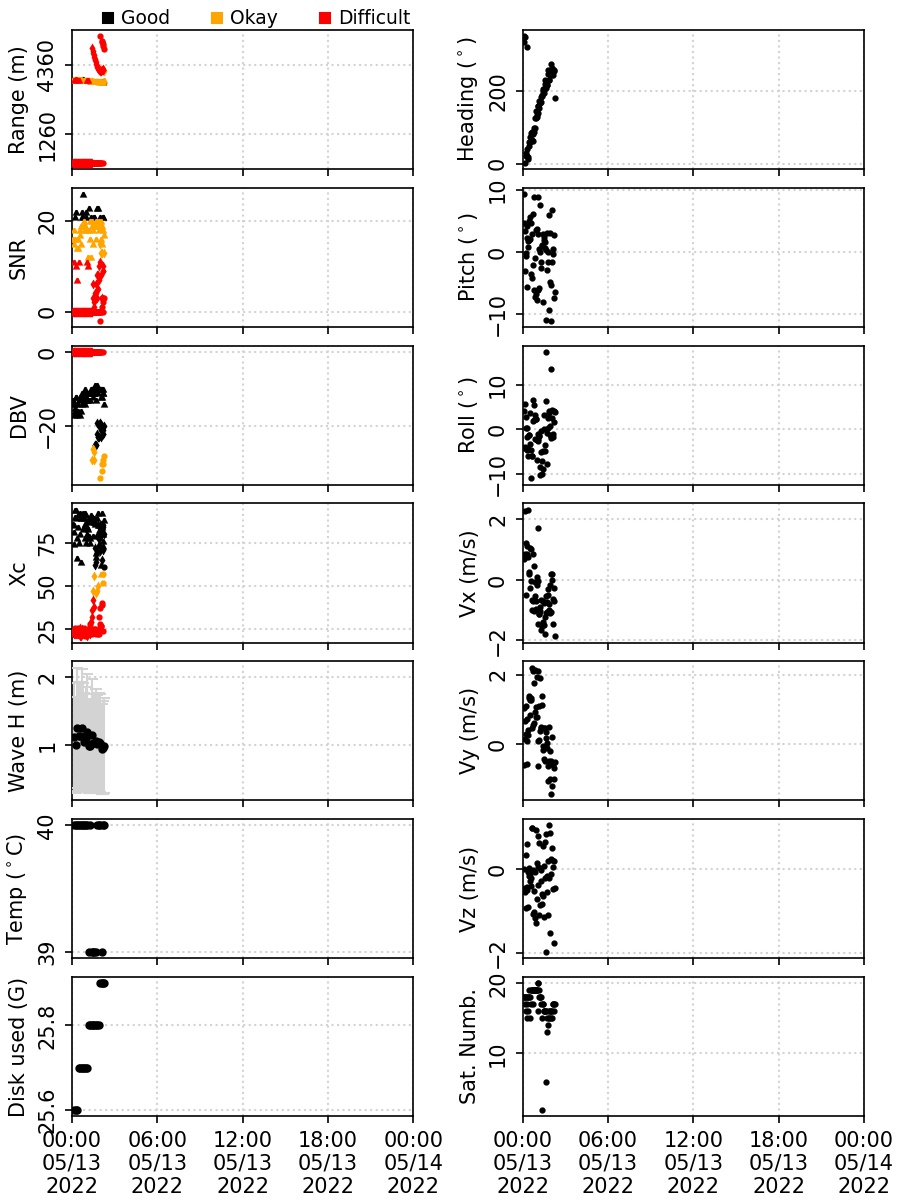 Good Okay Difficult
Range (m)
4360
1260
Heading (°)
200
0
SNR
20
0
Pitch (°)
10
0
−10
DBV
0
−20
Roll (°)
10
0
−10
Xc
75
50
25
Vx (m/s)
2
0
−2
Wave H (m)
2
1
Vy (m/s)
2
0
Temp (°C)
40
39
Vz (m/s)
0
−2
Disk used (G)
25.8
25.6
Sat. Numb.
20
10
00:00 06:00 12:00 18:00 00:00
05/13 05/13 05/13 05/13 05/14
2022 2022 2022 2022 2022
00:00 06:00 12:00 18:00 00:00
05/13 05/13 05/13 05/13 05/14
2022 2022 2022 2022 2022